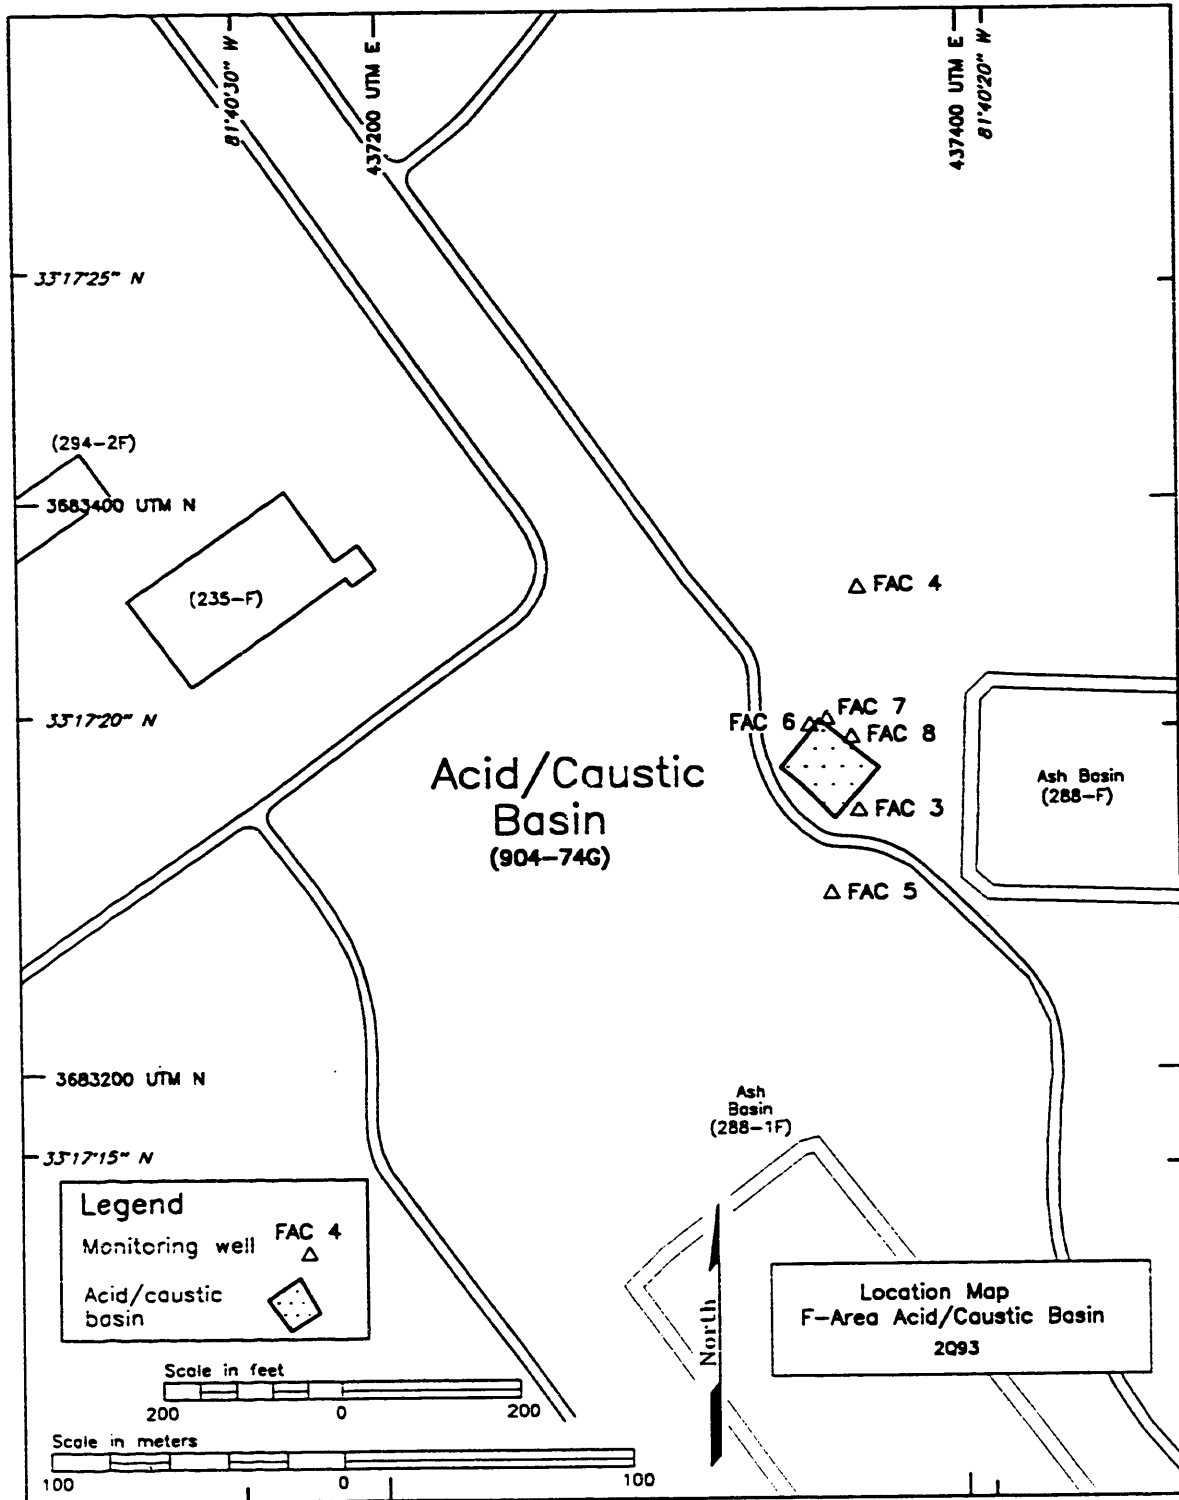 81°40'30" W
437200 UTM E
437400 UTM E
81°40'20" W
33°17'25" N
(294-2F)
3683400 UTM N
(235-F)
FAC 4
33°17'20" N
FAC 7
FAC 6
FAC 8
Acid/Caustic
Basin
(904-74G)
Ash Basin
(288-F)
FAC 3
FAC 5
3683200 UTM N
Ash
Basin
(288-1F)
33°17'15" N
Legend
Monitoring well
FAC 4
Acid/caustic
basin
North
Location Map
F-Area Acid/Caustic Basin
2Q93
Scale in feet
200 0 200
Scale in meters
100 0 100